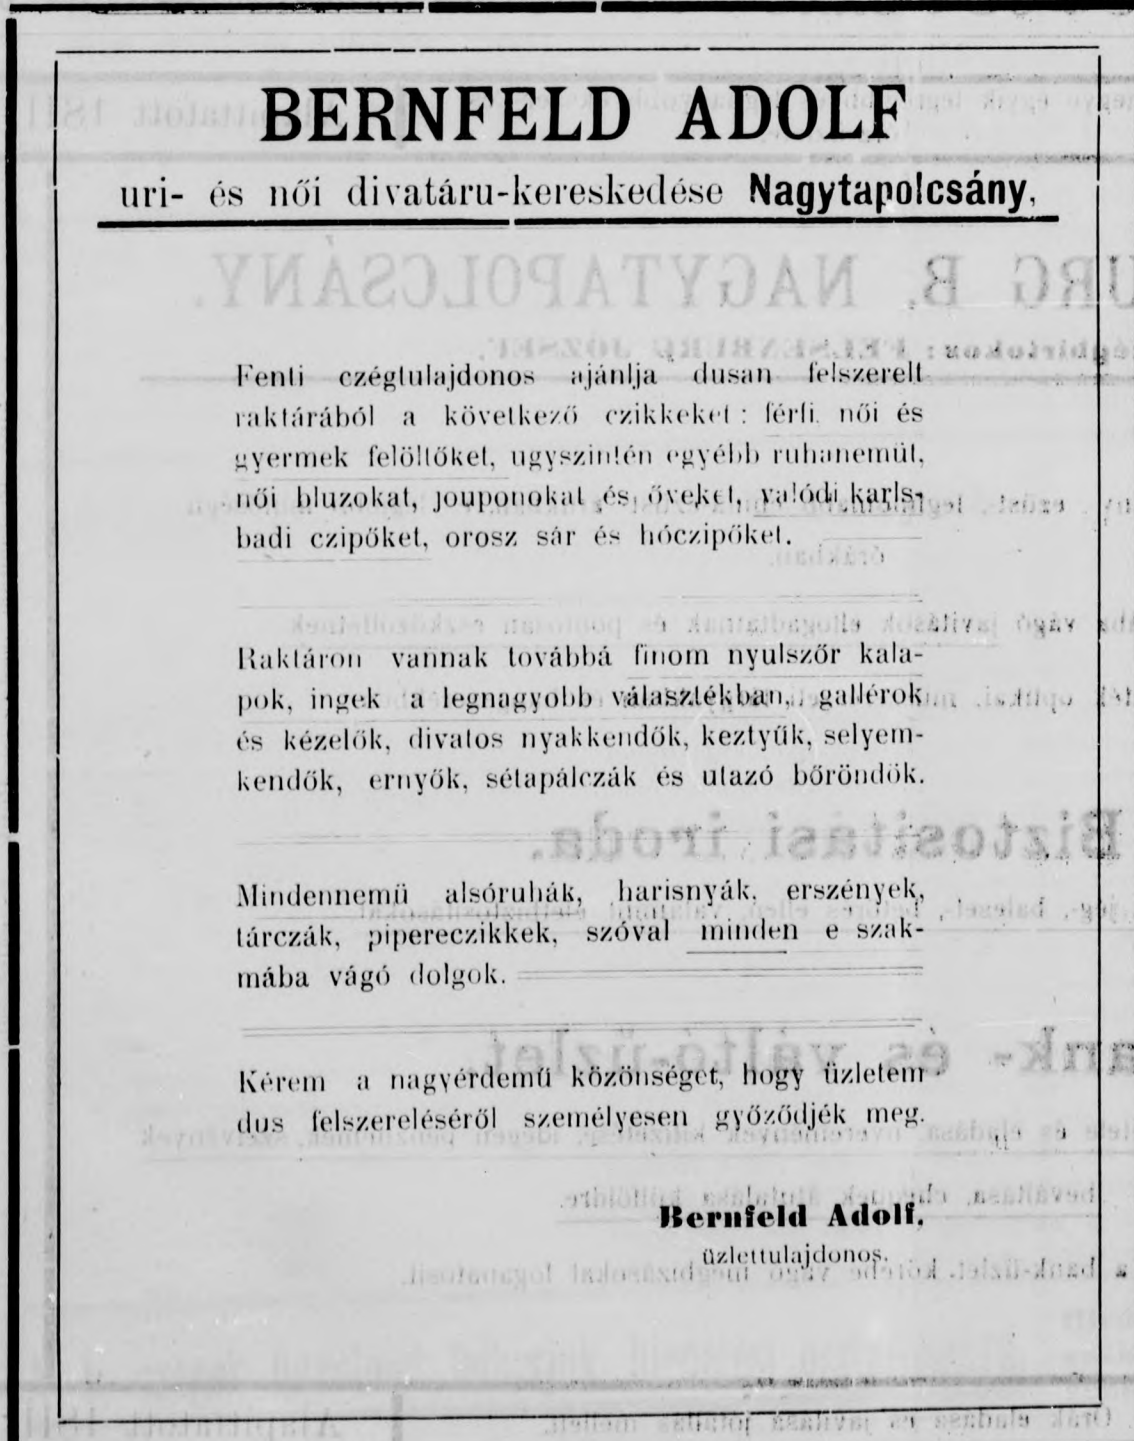 BERNFELD ADOLF
uri- és női divatáru-kereskedése Nagytapolcsány,
Fenti czégtulajdonos ajánlja dusan felszerelt
raktárából a következő czikkeket: férfi, női és
gyermek felöltőket, ugyszintén egyébb ruhanemüt,
női bluzokat, jouponokat és öveket, valódi karls-
badi czipőket, orosz sár és hóczipőket.
Raktáron vannak továbbá finom nyulszőr kala-
pok, ingek a legnagyobb választékban, gallérok
és kézelők, divatos nyakkendők, keztyűk, selyem-
kendők, ernyők, sétapálczák és utazó bőröndök.
Mindennemü alsóruhák, harisnyák, erszények,
tárczák, pipereczikkek, szóval minden e szak-
mába vágó dolgok.
Kérem a nagyérdemű közönséget, hogy üzletem
dus felszereléséről személyesen győződjék meg.
Bernfeld Adolf,
üzlettulajdonos.